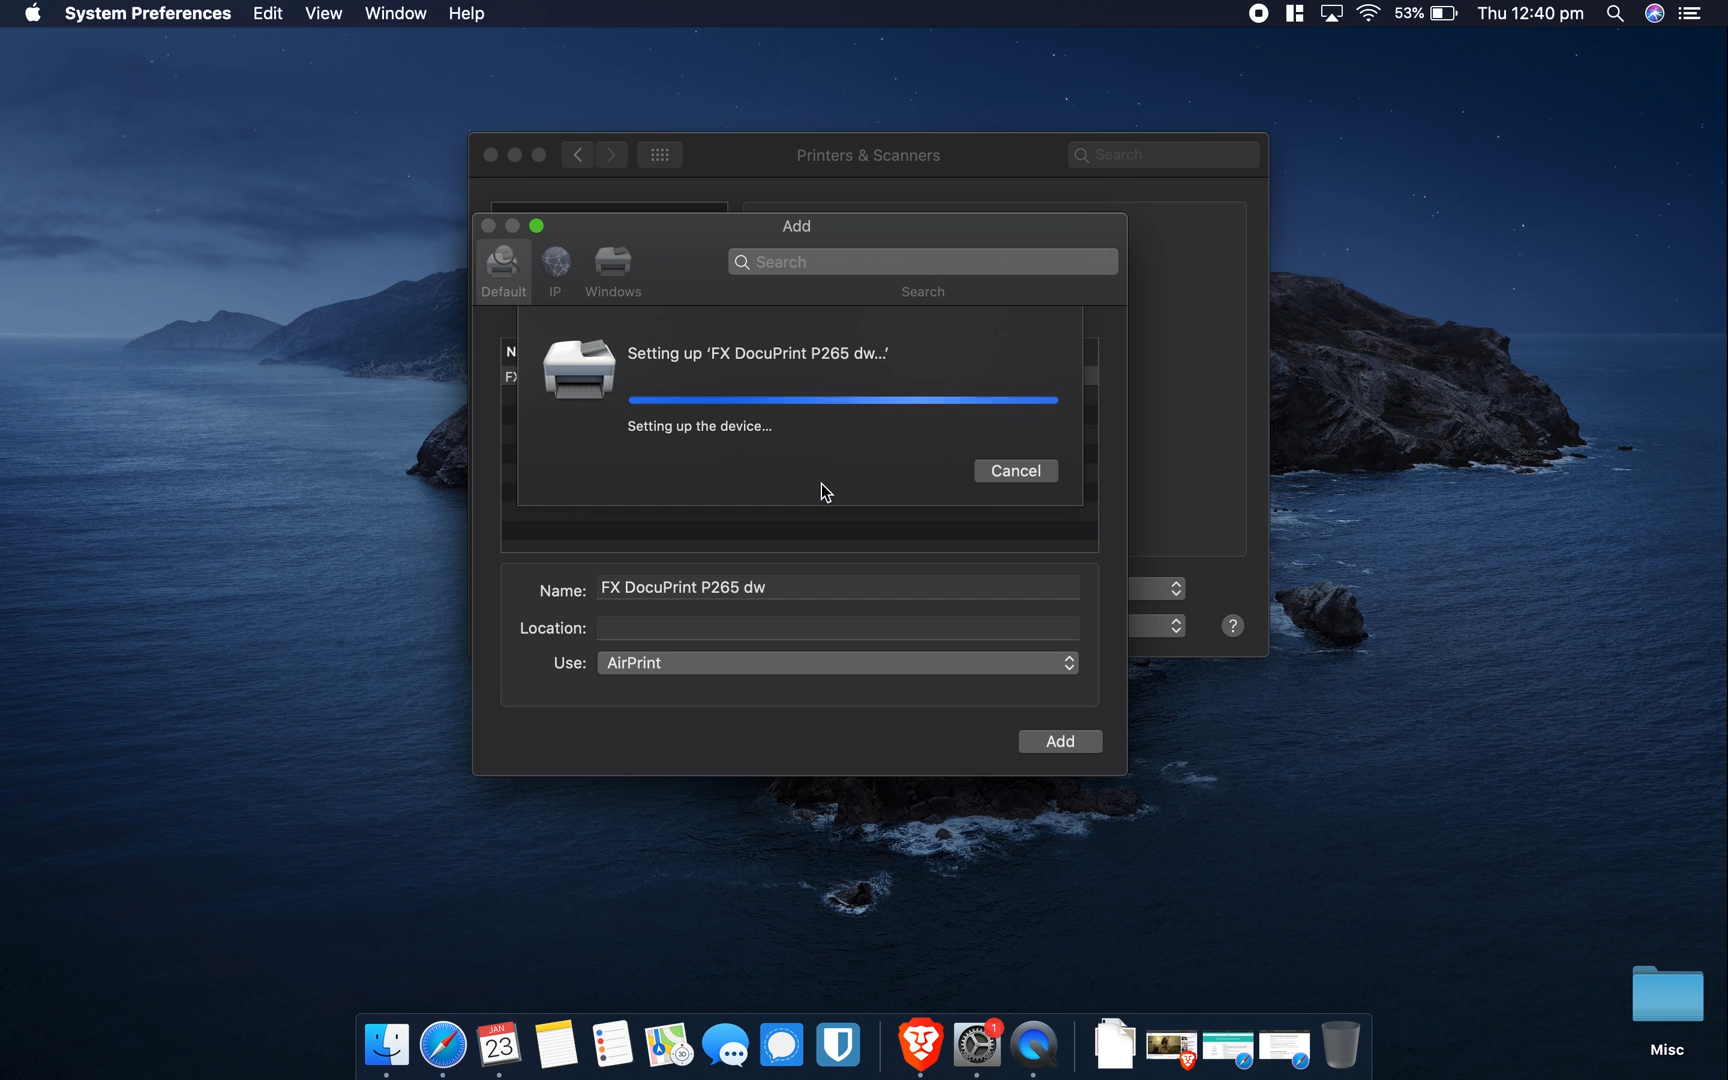 System Preferences Edit View Window Help 53% Thu 12:40 pm
Printers & Scanners Search
Add
Search
Default IP Windows Search
N
Setting up ‘FX DocuPrint P265 dw...’
FX
Setting up the device...
Cancel
Name: FX DocuPrint P265 dw
?
Location:
Use: AirPrint
Add
JAN
23
3D
1
Misc